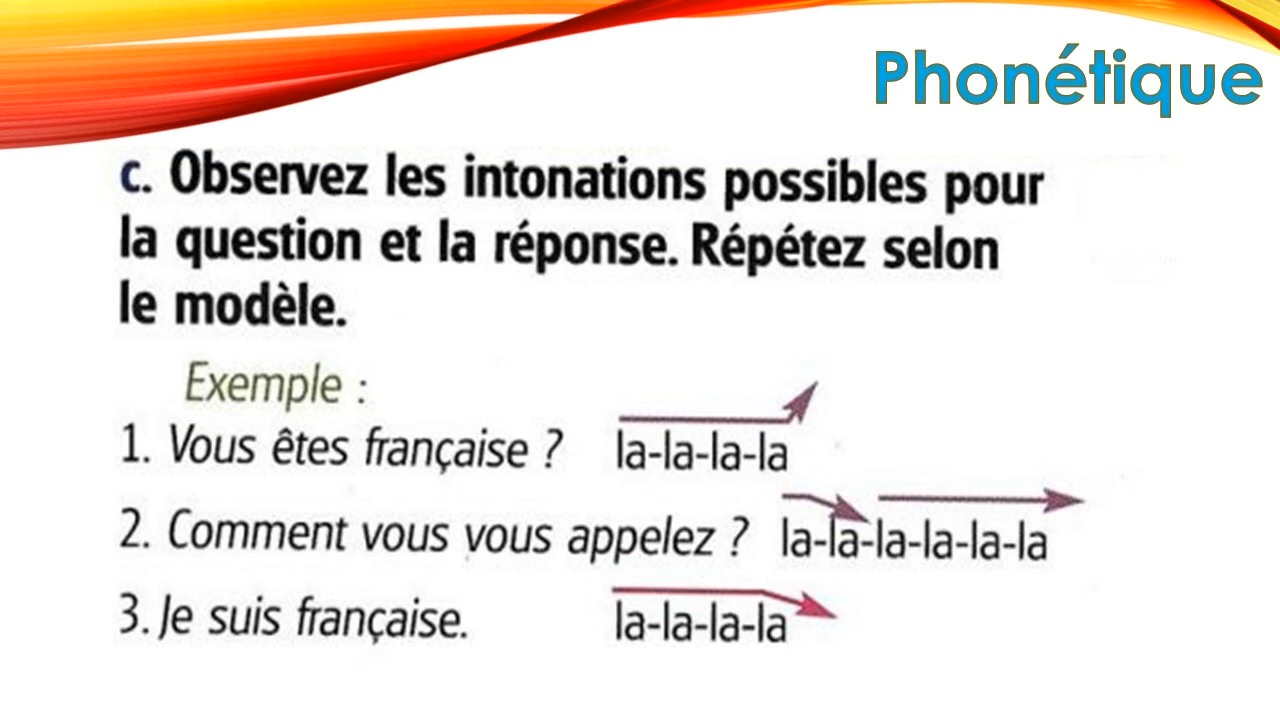 Phonétique
c. Observez les intonations possibles pour
la question et la réponse. Répétez selon
le modèle.
Exemple :
1. Vous êtes française ? la-la-la-la
2. Comment vous vous appelez ? la-la-la-la-la-la
3. Je suis française. la-la-la-la